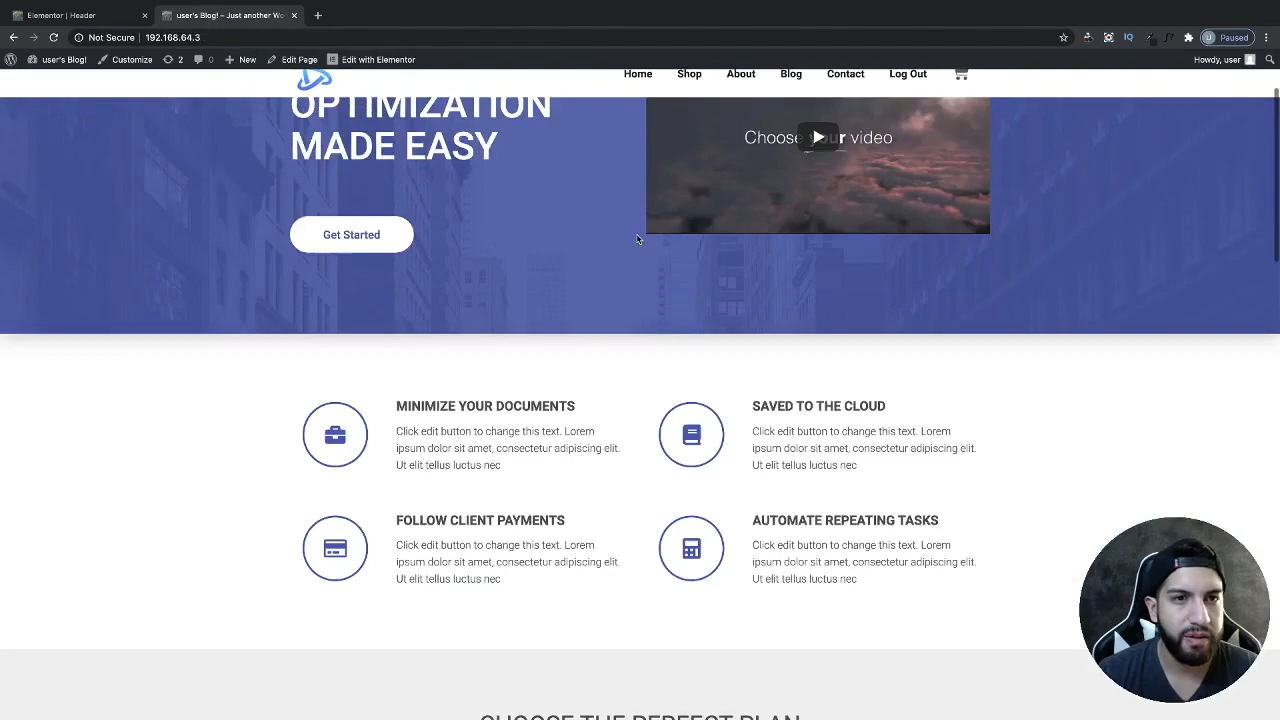 Elementor | Header
user's Blog! – Just another Wo
Not Secure | 192.168.64.3
Paused
user's Blog!
Customize
2
0
New
Edit Page
Edit with Elementor
Howdy, user
Home
Shop
About
Blog
Contact
Log Out
OPTIMIZATION
MADE EASY
Choose your video
Get Started
MINIMIZE YOUR DOCUMENTS
Click edit button to change this text. Lorem
ipsum dolor sit amet, consectetur adipiscing elit.
Ut elit tellus luctus nec
SAVED TO THE CLOUD
Click edit button to change this text. Lorem
ipsum dolor sit amet, consectetur adipiscing elit.
Ut elit tellus luctus nec
FOLLOW CLIENT PAYMENTS
Click edit button to change this text. Lorem
ipsum dolor sit amet, consectetur adipiscing elit.
Ut elit tellus luctus nec
AUTOMATE REPEATING TASKS
Click edit button to change this text. Lorem
ipsum dolor sit amet, consectetur adipiscing elit.
Ut elit tellus luctus nec
CHOOSE THE PERFECT PLAN